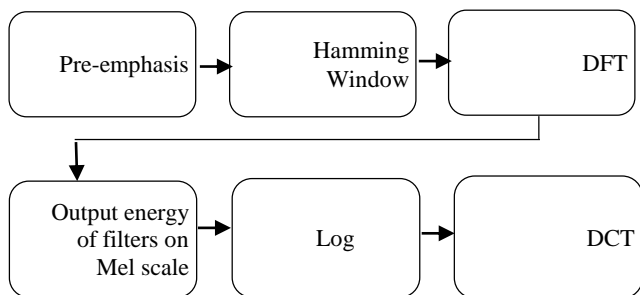 Pre-emphasis
Hamming
Window
DFT
Output energy
of filters on
Mel scale
Log
DCT